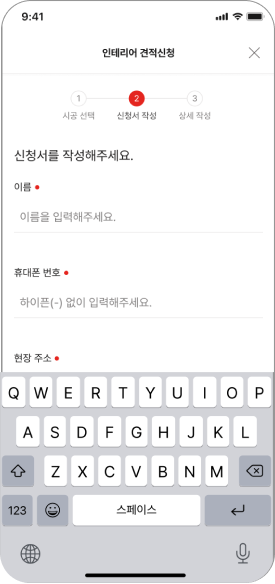 9:41
인테리어 견적신청
1
2
3
시공 선택
신청서 작성
상세 작성
신청서를 작성해주세요.
이름
이름을 입력해주세요.
휴대폰 번호
하이픈(-) 없이 입력해주세요.
현장 주소
Q W E R T Y U I O P
A S D F G H J K L
Z X C V B N M
123
스페이스